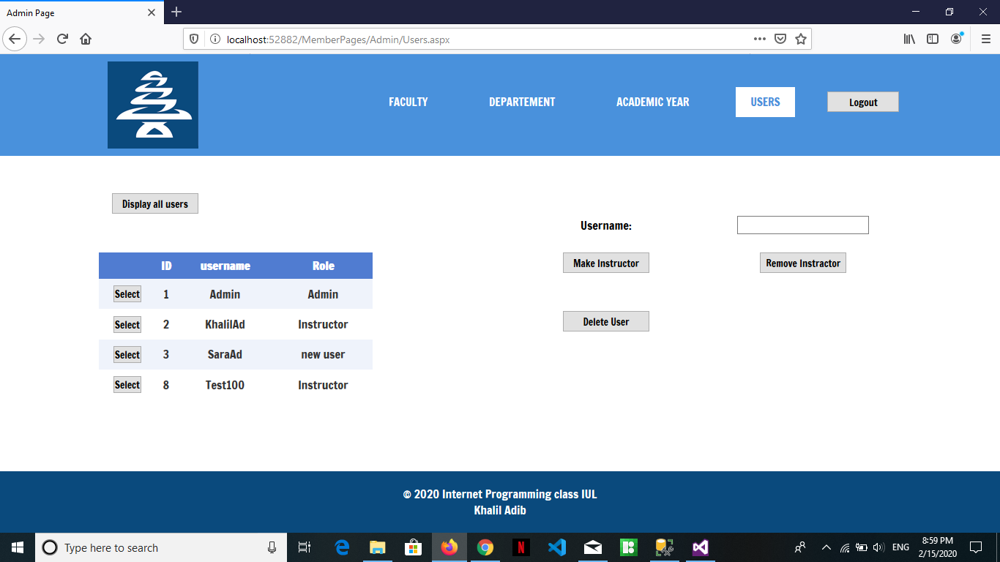 Admin Page
localhost:52882/MemberPages/Admin/Users.aspx
FACULTY DEPARTEMENT ACADEMIC YEAR USERS Logout
Display all users
Username:
Make Instructor Remove Instractor
Delete User
ID username Role
Select 1 Admin Admin
Select 2 KhalilAd Instructor
Select 3 SaraAd new user
Select 8 Test100 Instructor
© 2020 Internet Programming class IUL
Khalil Adib
Type here to search
N
ENG
8:59 PM
2/15/2020